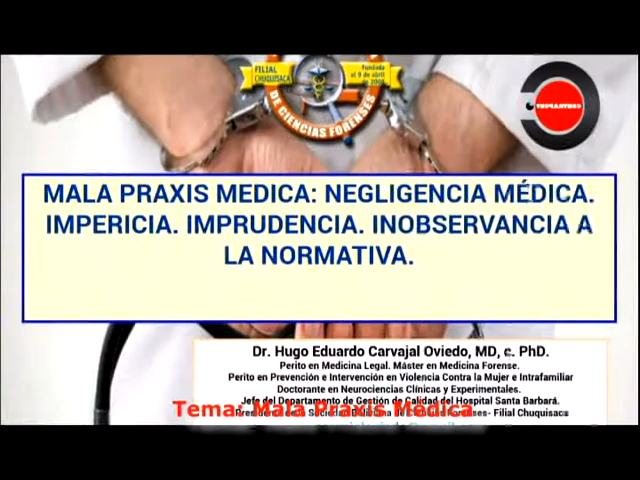 FILIAL
CHUQUISACA
Fundada
el 9 de abril
DE CIENCIAS FORENSES
MALA PRAXIS MEDICA: NEGLIGENCIA MÉDICA.
IMPERICIA. IMPRUDENCIA. INOBSERVANCIA A
LA NORMATIVA.
Dr. Hugo Eduardo Carvajal Oviedo, MD, c. PhD.
Perito en Medicina Legal. Máster en Medicina Forense.
Perito en Prevención e Intervención en Violencia Contra la Mujer e Intrafamiliar
Doctorante en Neurociencias Clínicas y Experimentales.
Jefe del Departamento de Gestión de Calidad del Hospital Santa Barbará.
Tema: Mala Praxis Médica
Filial Chuquisaca